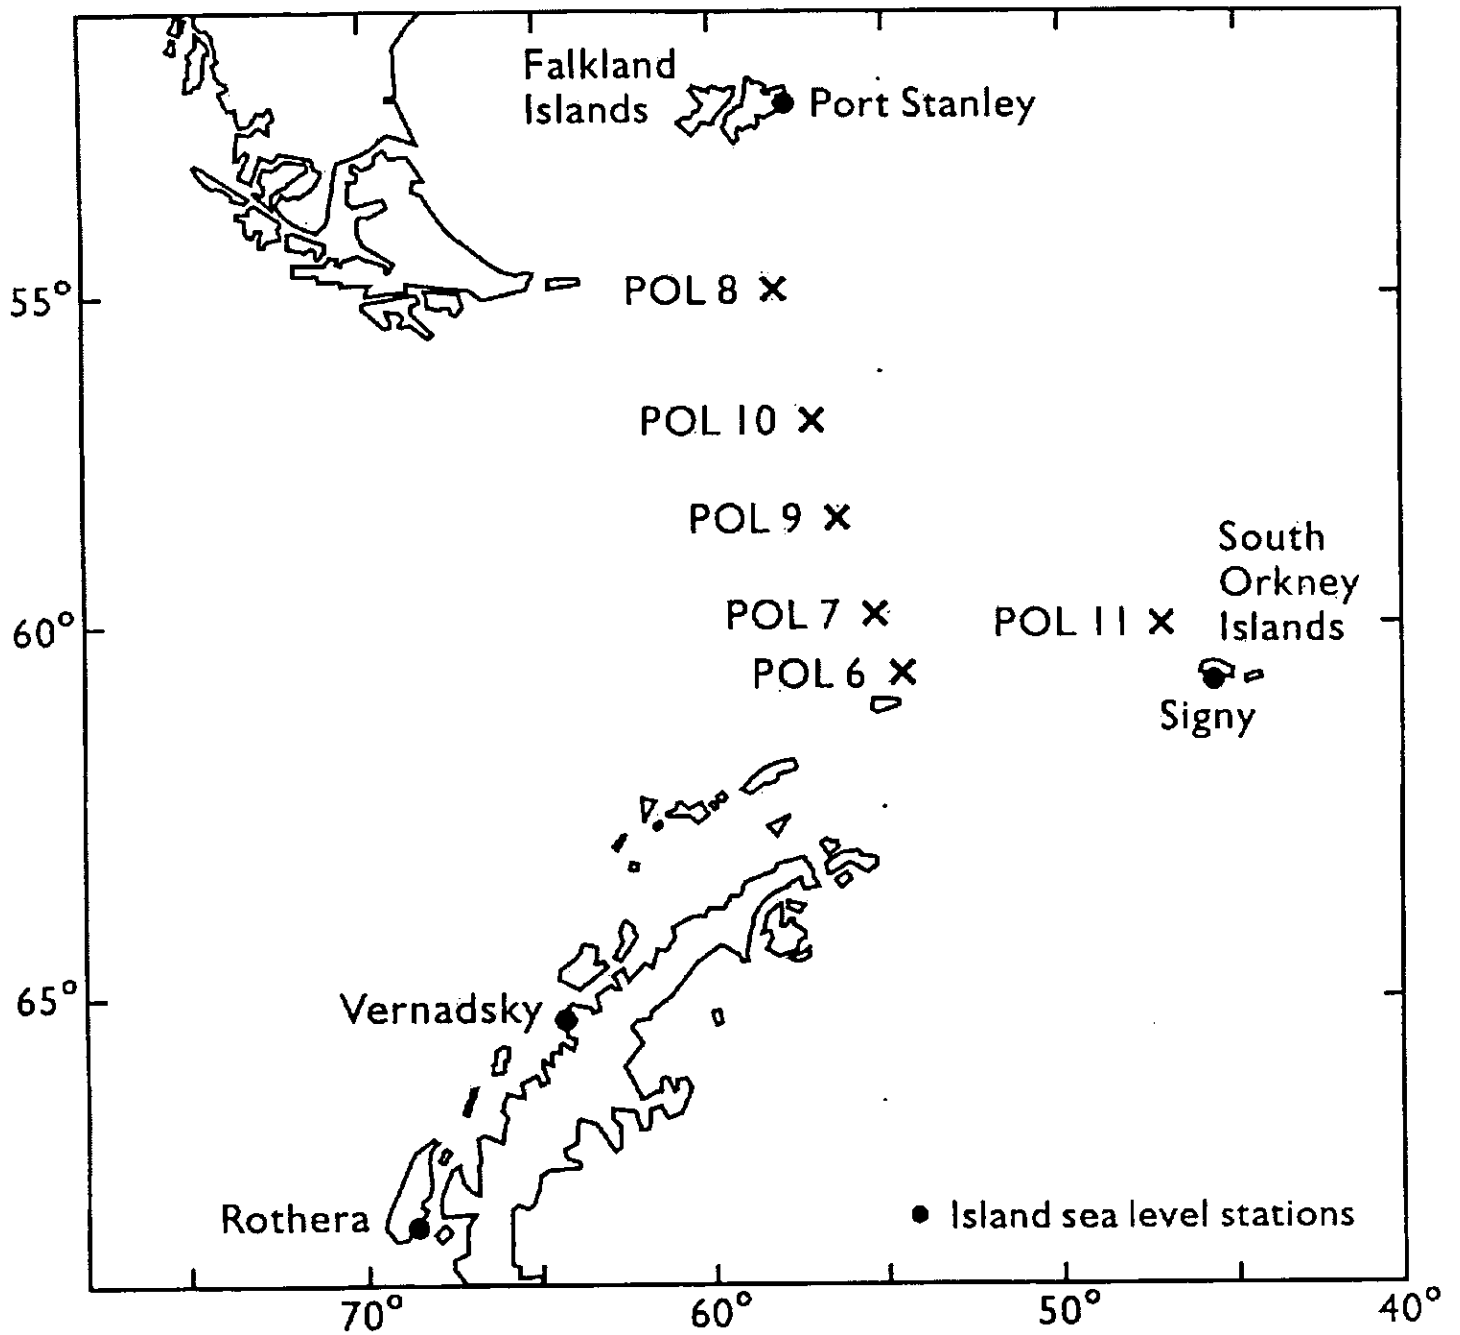 Falkland
Islands
Port Stanley
55°
POL 8
POL 10
POL 9
South
Orkney
Islands
60°
POL 7
POL 11
POL 6
Signy
65°
Vernadsky
Rothera
Island sea level stations
70°
60°
50°
40°